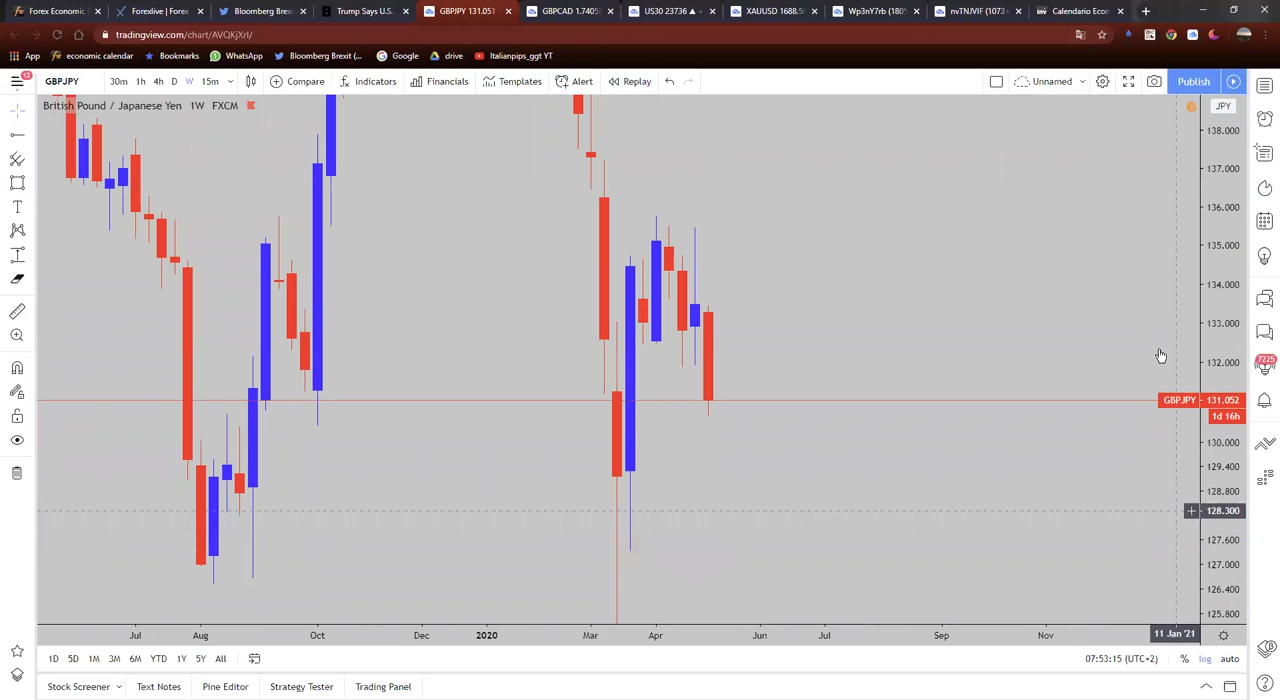 Forex Economic
Forexlive | Forex
Bloomberg Brexi
Trump Says U.S.
GBPJPY 131.051
GBPCAD 1.7405
US30 23736
XAUUSD 1688.5
Wp3nY7rb (180
nvTNJVIF (1073×
Calendario Econ
tradingview.com/chart/AVQKjXrl/
App economic calendar Bookmarks WhatsApp Bloomberg Brexit (... Google drive Italianpips_ggt YT
12
GBPJPY 30m 1h 4h D W 15m Compare Indicators Financials Templates Alert Replay Unnamed Publish
British Pound / Japanese Yen 1W FXCM JPY
138.000
137.000
136.000
135.000
134.000
133.000
132.000
7225
GBPJPY 131.052
1d 16h
130.000
129.400
128.800
128.300
127.600
127.000
126.400
125.800
Jul Aug Oct Dec 2020 Mar Apr Jun Jul Sep Nov 11 Jan '21
1D 5D 1M 3M 6M YTD 1Y 5Y All 07:53:15 (UTC+2) % log auto
Stock Screener Text Notes Pine Editor Strategy Tester Trading Panel